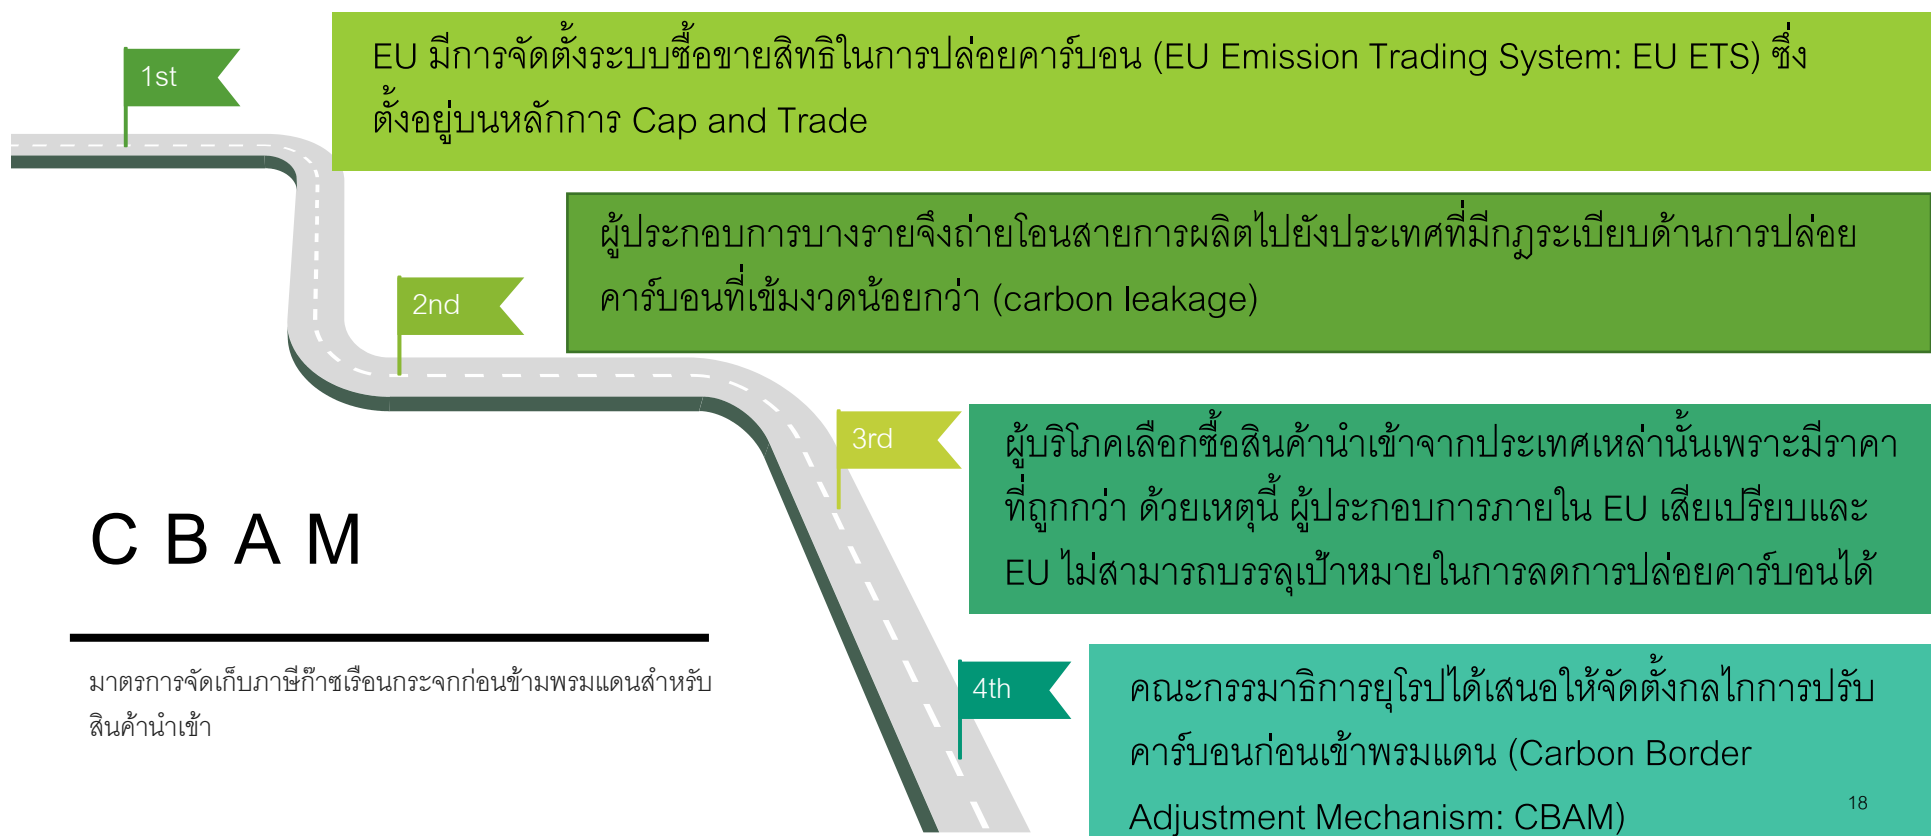 1st
EU มีการจัดตั้งระบบซื้อขายสิทธิในการปล่อยคาร์บอน (EU Emission Trading System: EU ETS) ซึ่ง
ตั้งอยู่บนหลักการ Cap and Trade
2nd
ผู้ประกอบการบางรายจึงถ่ายโอนสายการผลิตไปยังประเทศที่มีกฎระเบียบด้านการปล่อย
คาร์บอนที่เข้มงวดน้อยกว่า (carbon leakage)
3rd
ผู้บริโภคเลือกซื้อสินค้านำเข้าจากประเทศเหล่านั้นเพราะมีราคา
ที่ถูกกว่า ด้วยเหตุนี้ ผู้ประกอบการภายใน EU เสียเปรียบและ
EU ไม่สามารถบรรลุเป้าหมายในการลดการปล่อยคาร์บอนได้
CBAM
มาตรการจัดเก็บภาษีก๊าซเรือนกระจกก่อนข้ามพรมแดนสำหรับ
สินค้านำเข้า
4th
คณะกรรมาธิการยุโรปได้เสนอให้จัดตั้งกลไกการปรับ
คาร์บอนก่อนเข้าพรมแดน (Carbon Border
Adjustment Mechanism: CBAM)
18